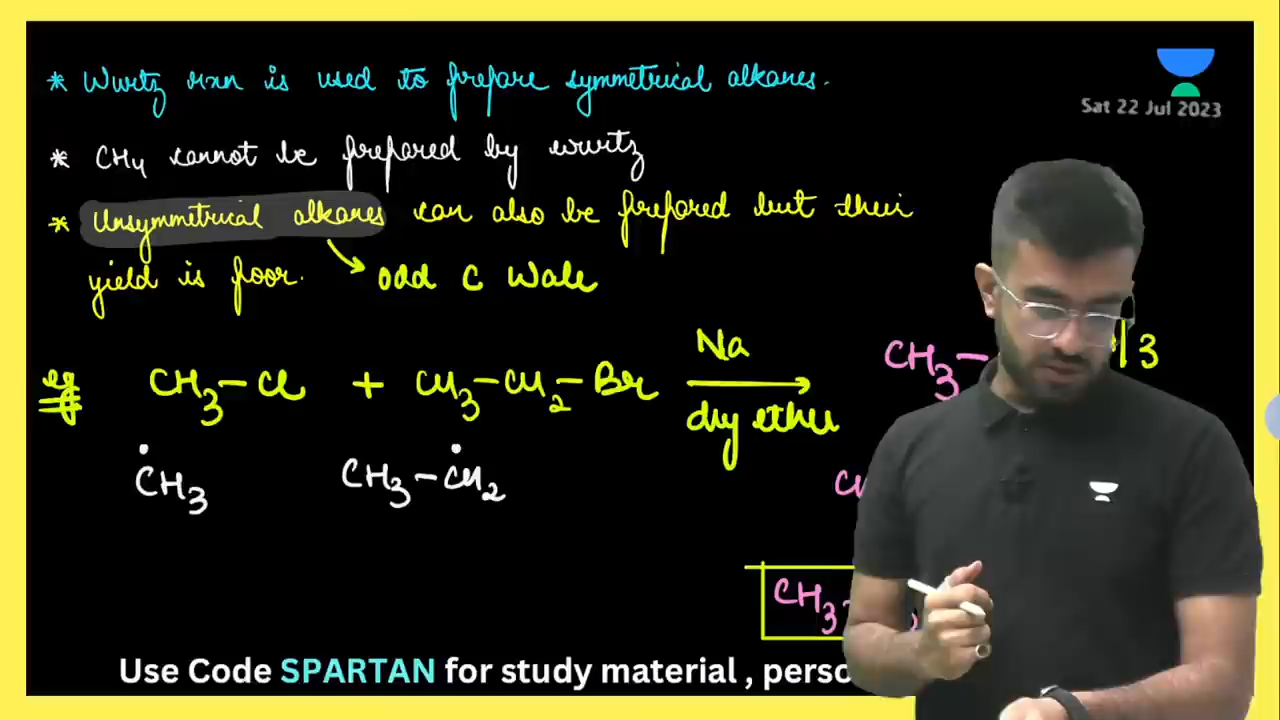 * Wurtz rxn is used to prepare symmetrical alkanes.
Sat 22 Jul 2023
* CH4 cannot be prepared by wurtz
* Unsymmetrical alkanes can also be prepared but their
yield is poor. → odd C Wale
eg CH3-Cl + CH3-CH2-Br Na dry ether → CH3-
ĊH3 CH3-ĊH2
CH3-
Use Code SPARTAN for study material , perso